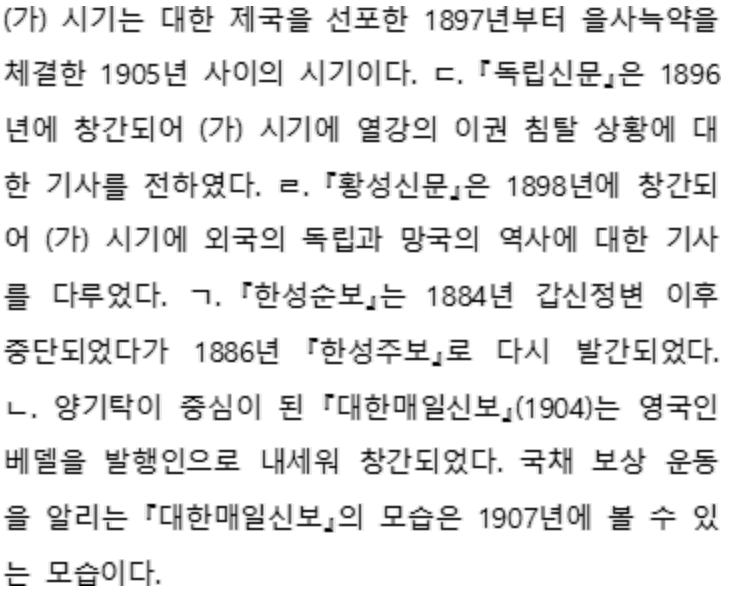 (가) 시기는 대한 제국을 선포한 1897년부터 을사늑약을
체결한 1905년 사이의 시기이다. ㄷ. 『독립신문』은 1896
년에 창간되어 (가) 시기에 열강의 이권 침탈 상황에 대
한 기사를 전하였다. ㄹ. 『황성신문』은 1898년에 창간되
어 (가) 시기에 외국의 독립과 망국의 역사에 대한 기사
를 다루었다. ㄱ. 『한성순보』는 1884년 갑신정변 이후
중단되었다가 1886년 『한성주보』로 다시 발간되었다.
ㄴ. 양기탁이 중심이 된 『대한매일신보』(1904)는 영국인
베델을 발행인으로 내세워 창간되었다. 국채 보상 운동
을 알리는 『대한매일신보』의 모습은 1907년에 볼 수 있
는 모습이다.